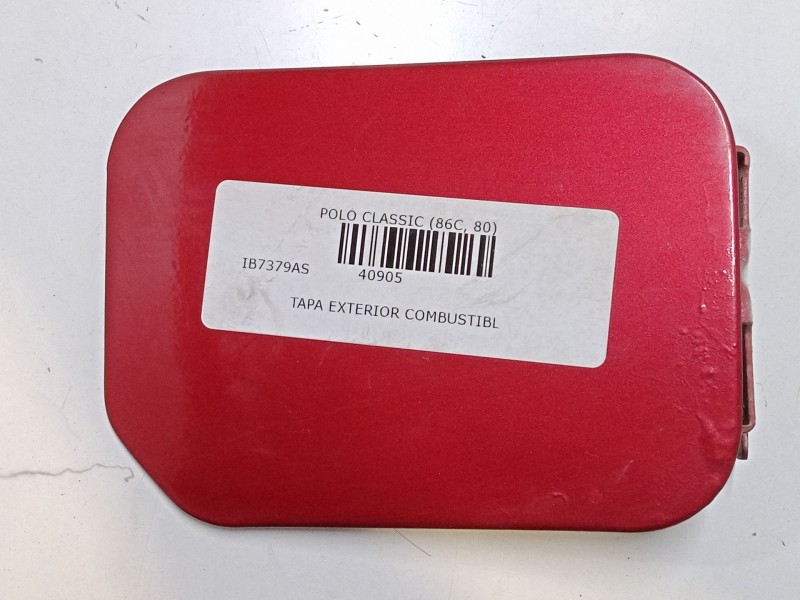 POLO CLASSIC (86C, 80)
IB7379AS
40905
TAPA EXTERIOR COMBUSTIBL